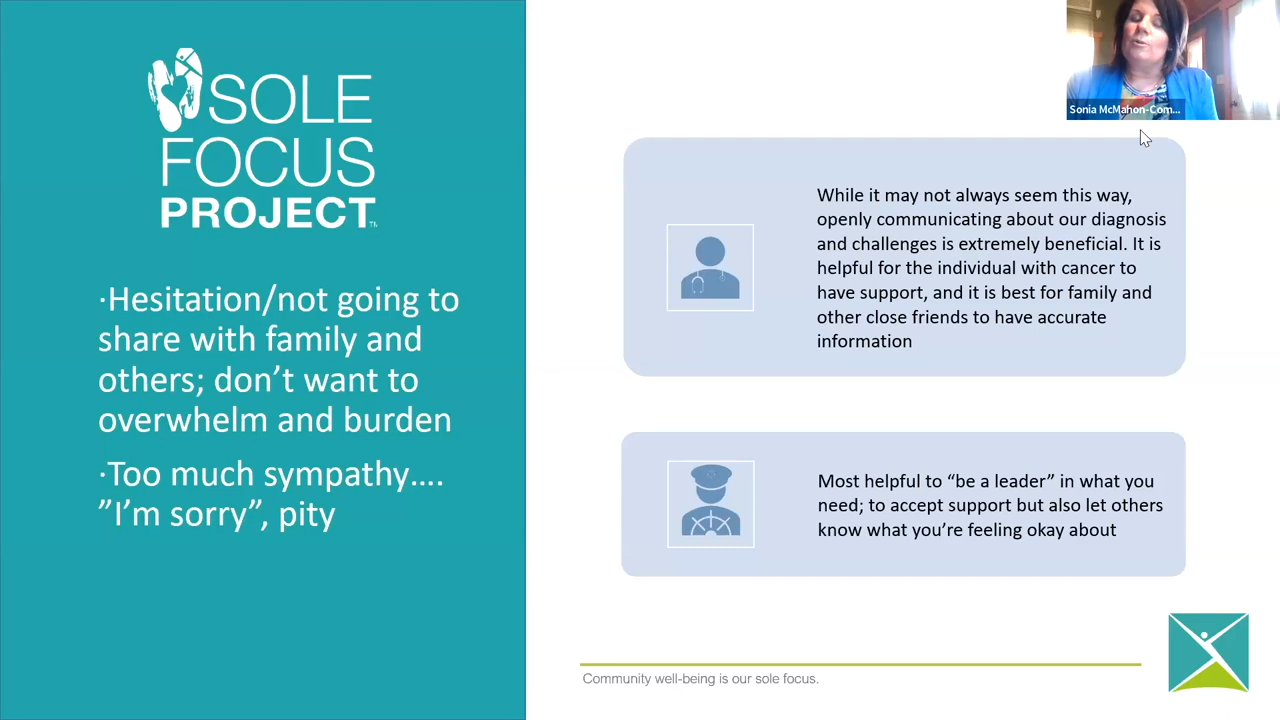 SOLE
FOCUS
PROJECT™
·Hesitation/not going to
share with family and
others; don’t want to
overwhelm and burden
·Too much sympathy….
”I’m sorry”, pity
Sonia McMahon-Com...
While it may not always seem this way,
openly communicating about our diagnosis
and challenges is extremely beneficial. It is
helpful for the individual with cancer to
have support, and it is best for family and
other close friends to have accurate
information
Most helpful to “be a leader” in what you
need; to accept support but also let others
know what you’re feeling okay about
Community well-being is our sole focus.